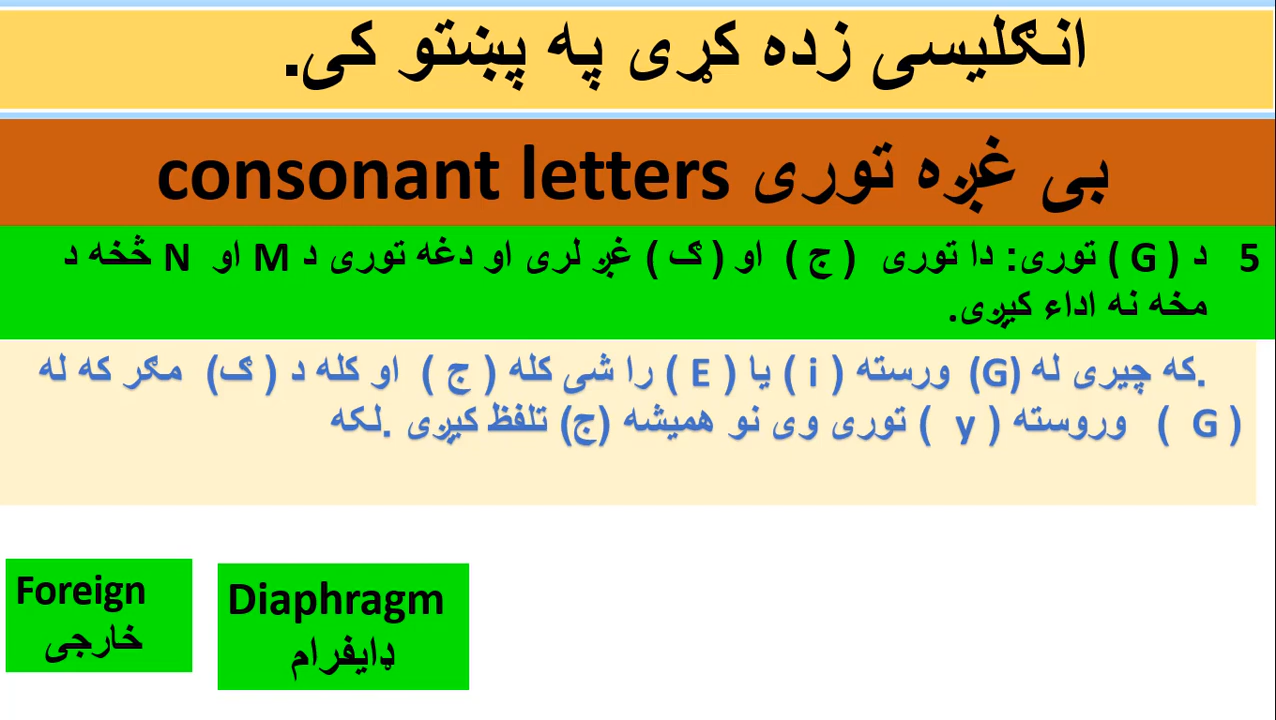 انګلیسی زده کړی په پښتو کی.
بی غږه توری consonant letters
5 د ( G ) توری: دا توری ( ج ) او ( ګ ) غږ لری او دغه توری د M او N څخه د
مخه نه اداء کیږی.
.که چیری له (G) ورسته ( i ) یا ( E ) را شی کله ( ج ) او کله د ( ګ) مګر که له
( G ) وروسته ( y ) توری وی نو همیشه (ج) تلفظ کیږی .لکه
Foreign
خارجی
Diaphragm
ډایفرام